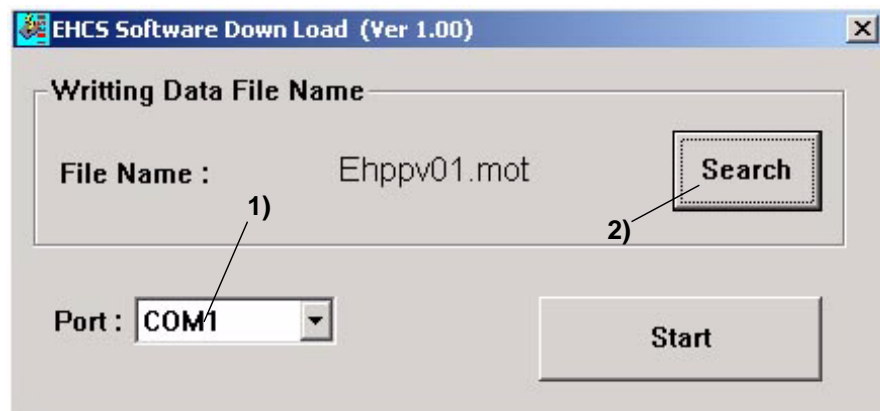 EHCS Software Down Load (Ver 1.00)
Writting Data File Name
File Name : Ehppv01.mot Search
1)
2)
Port : COM1
Start